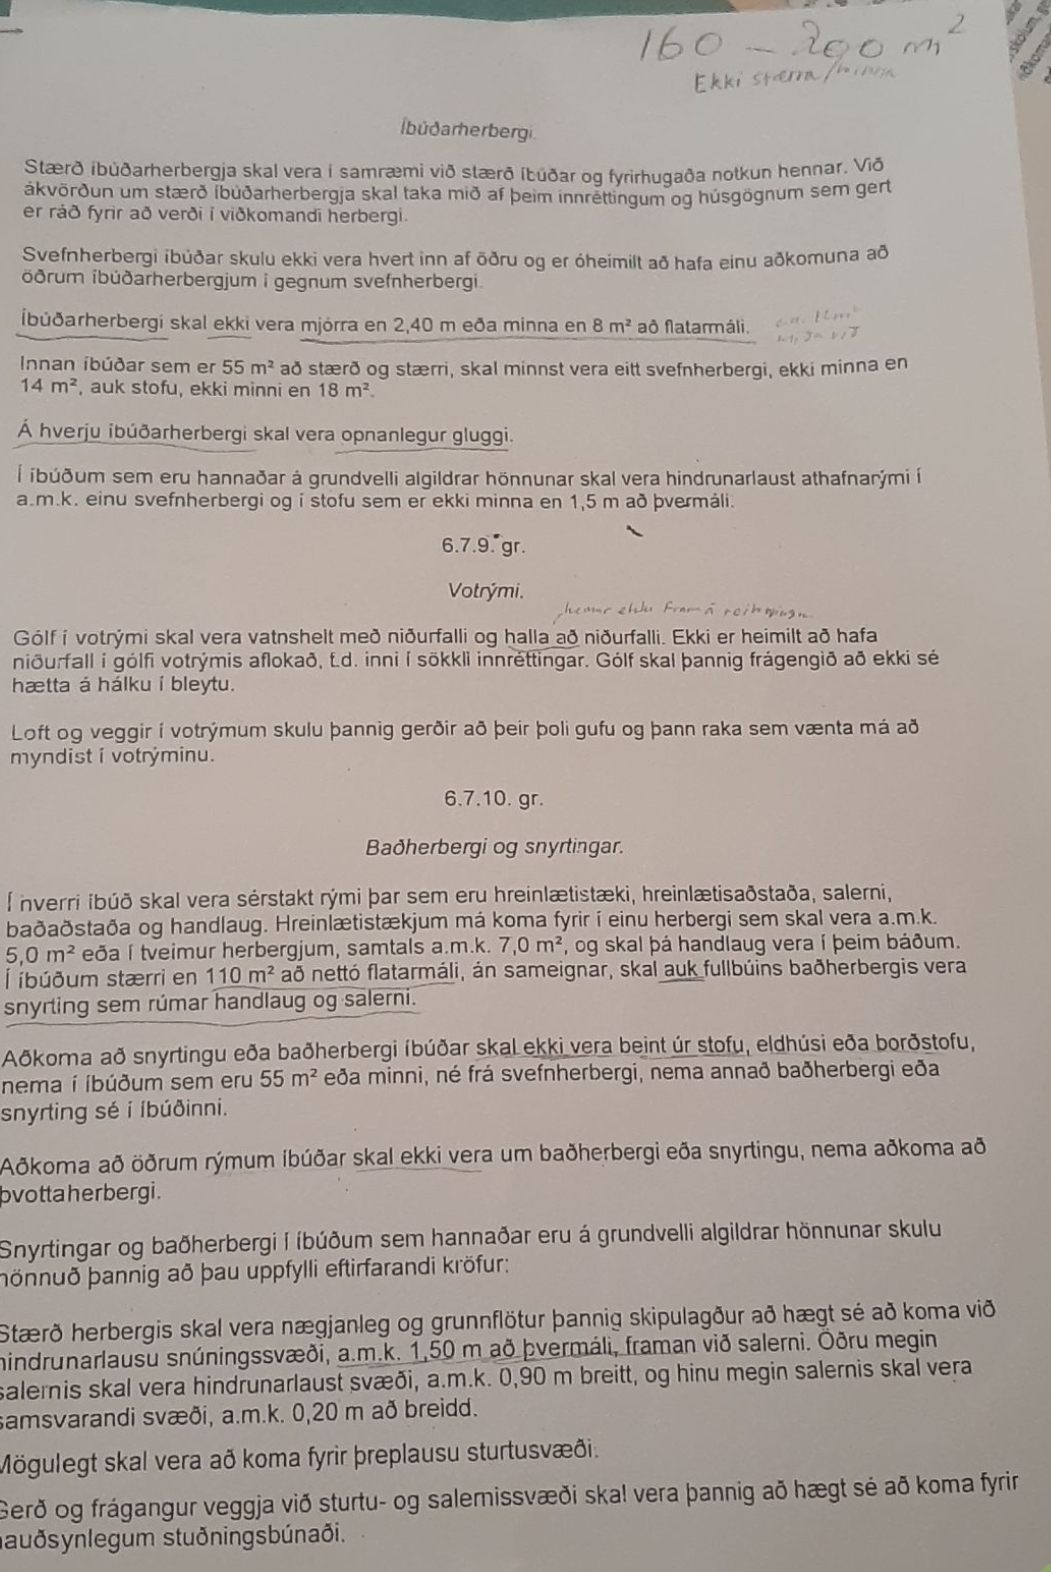 160 – 200 m²
Ekki stærra/minna
Íbúðarherbergi.
Stærð íbúðarherbergja skal vera í samræmi við stærð íbúðar og fyrirhugaða notkun hennar. Við
ákvörðun um stærð íbúðarherbergja skal taka mið af þeim innréttingum og húsgögnum sem gert
er ráð fyrir að verði í viðkomandi herbergi.
Svefnherbergi íbúðar skulu ekki vera hvert inn af öðru og er óheimilt að hafa einu aðkomuna að
öðrum íbúðarherbergjum í gegnum svefnherbergi.
Íbúðarherbergi skal ekki vera mjórra en 2,40 m eða minna en 8 m² að flatarmáli.
Innan íbúðar sem er 55 m² að stærð og stærri, skal minnst vera eitt svefnherbergi, ekki minna en
14 m², auk stofu, ekki minni en 18 m².
Á hverju íbúðarherbergi skal vera opnanlegur gluggi.
Í íbúðum sem eru hannaðar á grundvelli algildrar hönnunar skal vera hindrunarlaust athafnarými í
a.m.k. einu svefnherbergi og í stofu sem er ekki minna en 1,5 m að þvermáli.
6.7.9. gr.
Votrými.
kemur ekki fram á teikningu
Gólf í votrými skal vera vatnshelt með niðurfalli og halla að niðurfalli. Ekki er heimilt að hafa
niðurfall í gólfi votrýmis aflokað, t.d. inni í sökkli innréttingar. Gólf skal þannig frágengið að ekki sé
hætta á hálku í bleytu.
Loft og veggir í votrýmum skulu þannig gerðir að þeir þoli gufu og þann raka sem vænta má að
myndist í votrýminu.
6.7.10. gr.
Baðherbergi og snyrtingar.
Í hverri íbúð skal vera sérstakt rými þar sem eru hreinlætistæki, hreinlætisaðstaða, salerni,
baðaðstaða og handlaug. Hreinlætistækjum má koma fyrir í einu herbergi sem skal vera a.m.k.
5,0 m² eða í tveimur herbergjum, samtals a.m.k. 7,0 m², og skal þá handlaug vera í þeim báðum.
Í íbúðum stærri en 110 m² að nettó flatarmáli, án sameignar, skal auk fullbúins baðherbergis vera
snyrting sem rúmar handlaug og salerni.
Aðkoma að snyrtingu eða baðherbergi íbúðar skal ekki vera beint úr stofu, eldhúsi eða borðstofu,
nema í íbúðum sem eru 55 m² eða minni, né frá svefnherbergi, nema annað baðherbergi eða
snyrting sé í íbúðinni.
Aðkoma að öðrum rýmum íbúðar skal ekki vera um baðherbergi eða snyrtingu, nema aðkoma að
þvottaherbergi.
Snyrtingar og baðherbergi í íbúðum sem hannaðar eru á grundvelli algildrar hönnunar skulu
hönnuð þannig að þau uppfylli eftirfarandi kröfur:
Stærð herbergis skal vera nægjanleg og grunnflötur þannig skipulagður að hægt sé að koma við
hindrunarlausu snúningssvæði, a.m.k. 1,50 m að þvermáli, framan við salerni. Öðru megin
salernis skal vera hindrunarlaust svæði, a.m.k. 0,90 m breitt, og hinu megin salernis skal vera
samsvarandi svæði, a.m.k. 0,20 m að breidd.
Mögulegt skal vera að koma fyrir þreplausu sturtusvæði.
Gerð og frágangur veggja við sturtu- og salernissvæði skal vera þannig að hægt sé að koma fyrir
nauðsynlegum stuðningsbúnaði.